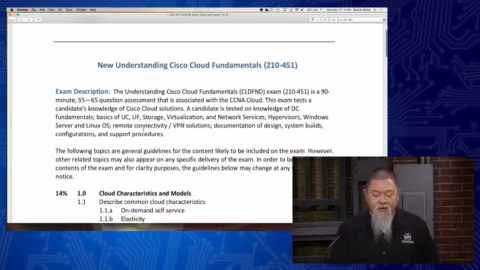 New Understanding Cisco Cloud Fundamentals (210-451)
Exam Description: The Understanding Cisco Cloud Fundamentals (CLDFND) exam (210-451) is a 90-
minute, 55–65 question assessment that is associated with the CCNA Cloud. This exam tests a
candidate's knowledge of Cisco Cloud solutions. A candidate is tested on knowledge of DC
fundamentals; basics of UC, UF, Storage, Virtualization, and Network Services; Hypervisors, Windows
Server and Linux OS; remote connectivity / VPN solutions; documentation of design, system builds,
configurations, and support procedures.
The following topics are general guidelines for the content likely to be included on the exam. However,
other related topics may also appear on any specific delivery of the exam. In order to be
contents of the exam and for clarity purposes, the guidelines below may change at any
notice.
14% 1.0 Cloud Characteristics and Models
1.1 Describe common cloud characteristics
1.1.a On-demand self service
1.1.b Elasticity